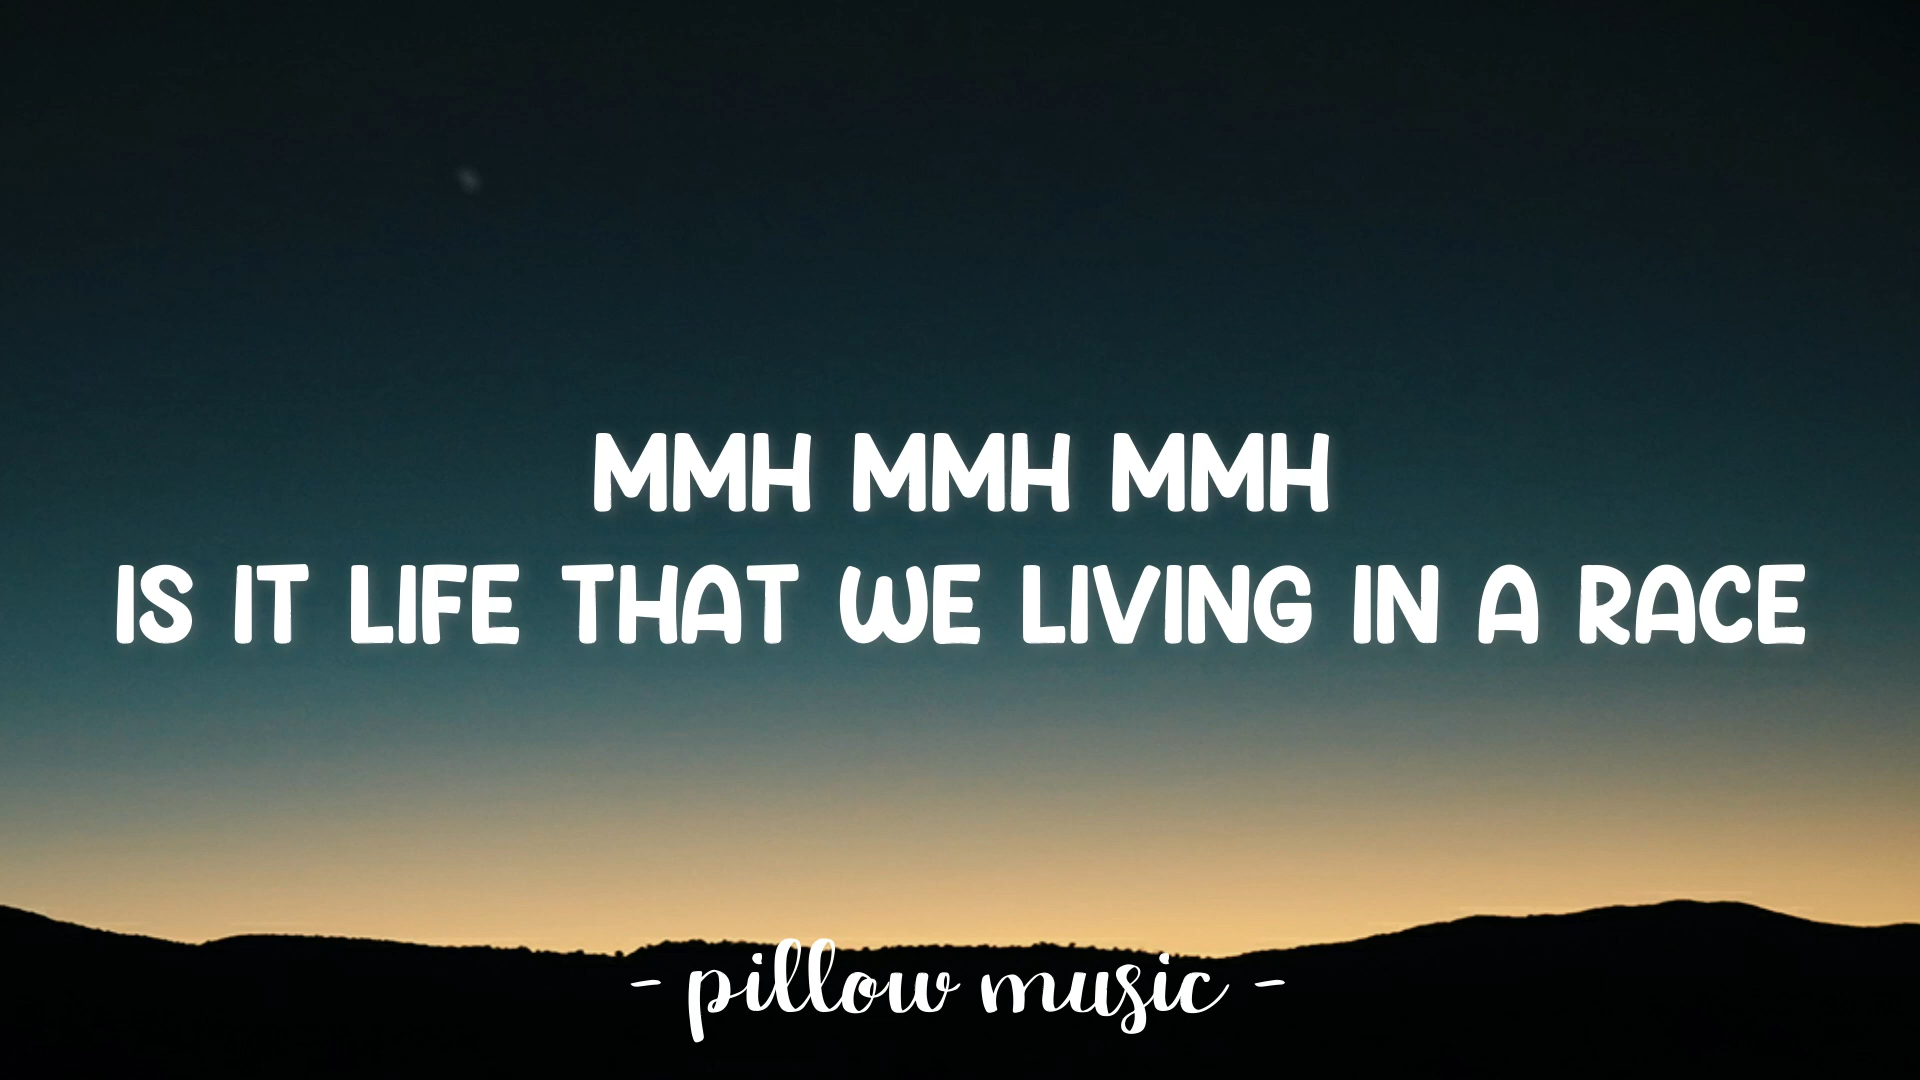 MMH MMH MMH
IS IT LIFE THAT WE LIVING IN A RACE
- pillow music -